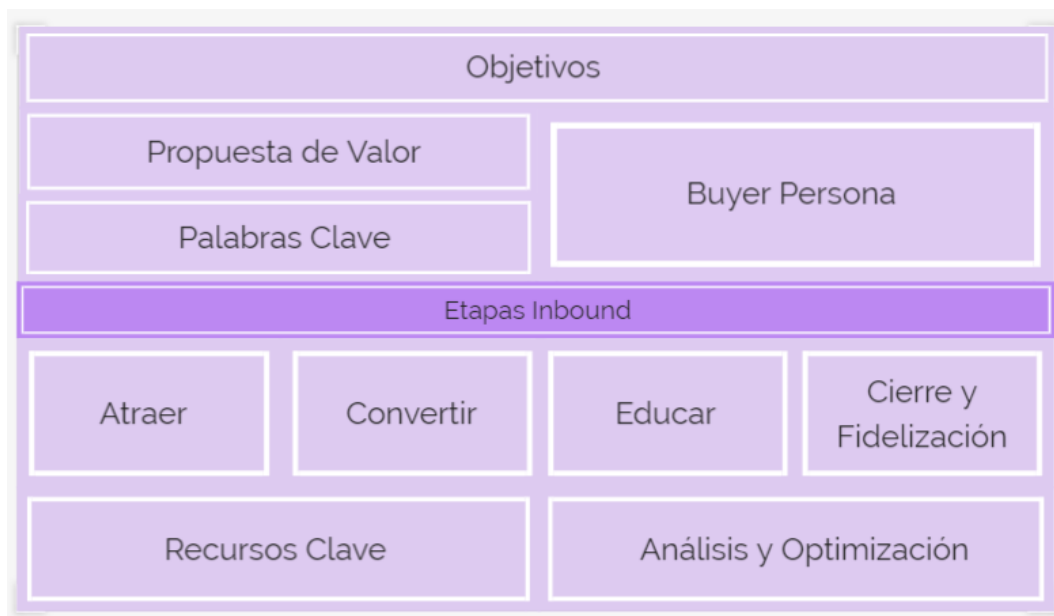 Objetivos
Propuesta de Valor
Palabras Clave
Buyer Persona
Etapas Inbound
Atraer
Convertir
Educar
Cierre y
Fidelización
Recursos Clave
Análisis y Optimización